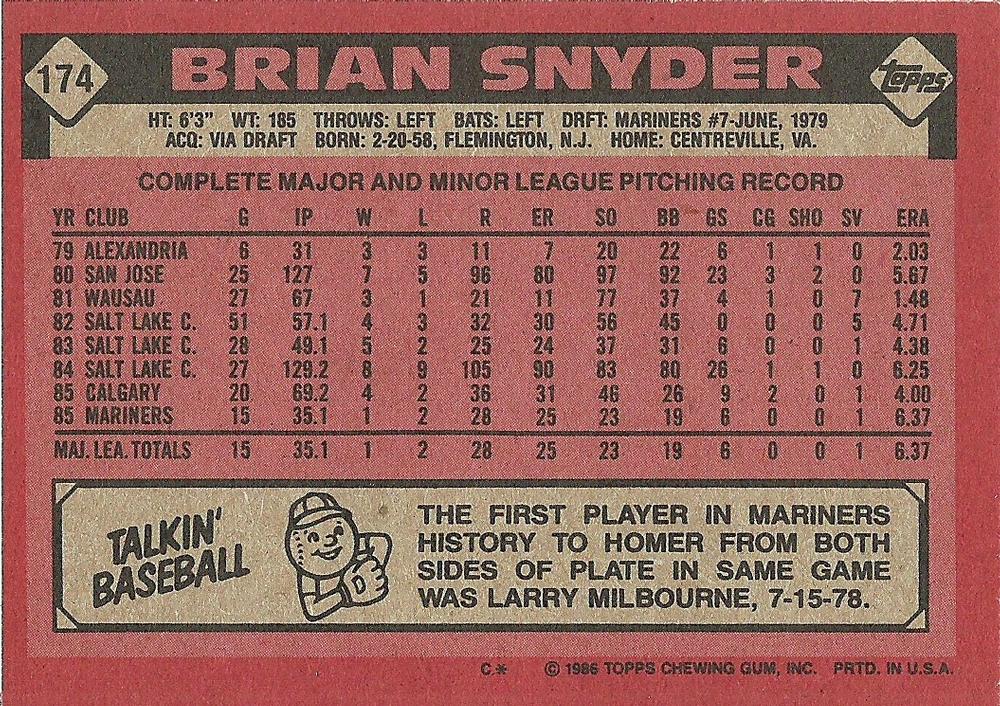 174 BRIAN SNYDER Topps
HT: 6'3" WT: 185 THROWS: LEFT BATS: LEFT DRFT: MARINERS #7-JUNE, 1979
ACQ: VIA DRAFT BORN: 2-20-58, FLEMINGTON, N.J. HOME: CENTREVILLE, VA.
COMPLETE MAJOR AND MINOR LEAGUE PITCHING RECORD
YR CLUB G IP W L R ER SO BB GS CG SHO SV ERA
79 ALEXANDRIA 6 31 3 3 11 7 20 22 6 1 1 0 2.03
80 SAN JOSE 25 127 7 5 96 80 97 92 23 3 2 0 5.67
81 WAUSAU 27 67 3 1 21 11 77 37 4 1 0 7 1.48
82 SALT LAKE C. 51 57.1 4 3 32 30 56 45 0 0 0 5 4.71
83 SALT LAKE C. 28 49.1 5 2 25 24 37 31 6 0 0 1 4.38
84 SALT LAKE C. 27 129.2 8 9 105 90 83 80 26 1 1 0 6.25
85 CALGARY 20 69.2 4 2 36 31 46 26 9 2 0 1 4.00
85 MARINERS 15 35.1 1 2 28 25 23 19 6 0 0 1 6.37
MAJ. LEA. TOTALS 15 35.1 1 2 28 25 23 19 6 0 0 1 6.37
TALKIN'
BASEBALL
THE FIRST PLAYER IN MARINERS
HISTORY TO HOMER FROM BOTH
SIDES OF PLATE IN SAME GAME
WAS LARRY MILBOURNE, 7-15-78.
C* © 1986 TOPPS CHEWING GUM, INC. PRTD. IN U.S.A.